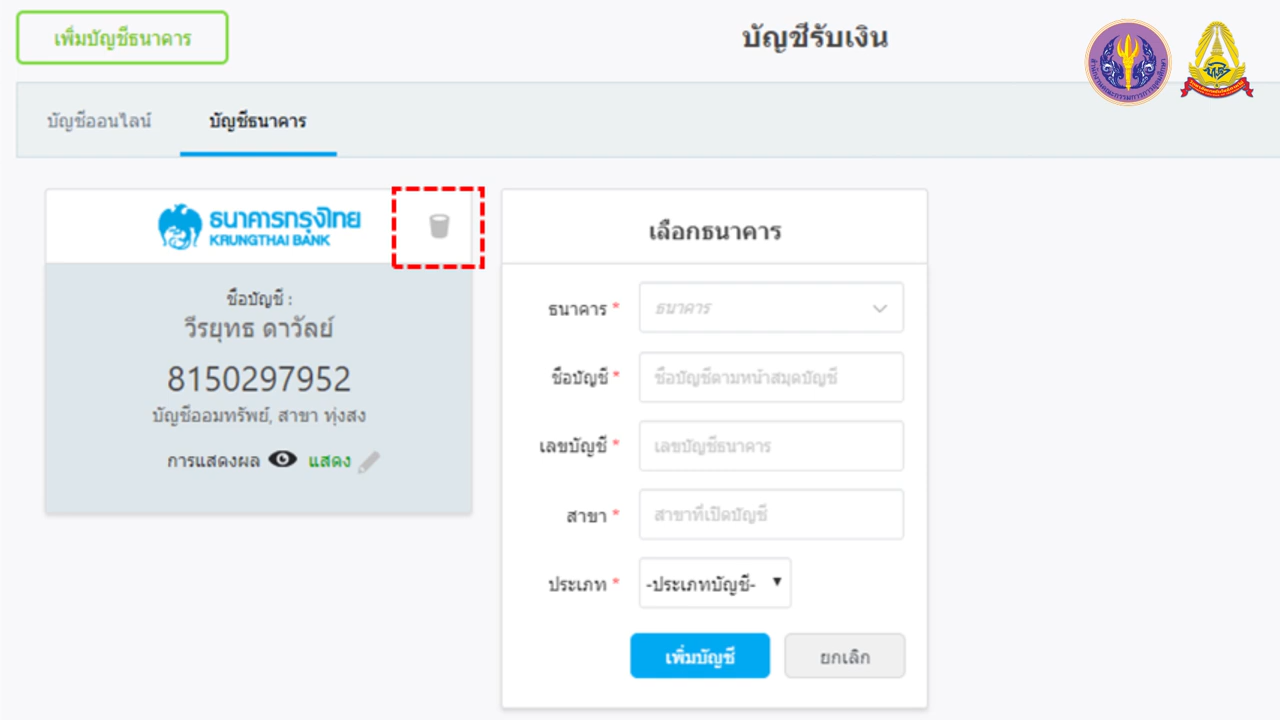 เพิ่มบัญชีธนาคาร
บัญชีรับเงิน
บัญชีออนไลน์
บัญชีธนาคาร
ธนาคารกรุงไทย
KRUNGTHAI BANK
ชื่อบัญชี :
วีรยุทธ ดาวัลย์
8150297952
บัญชีออมทรัพย์, สาขา ทุ่งสง
การแสดงผล แสดง
เลือกธนาคาร
ธนาคาร * ธนาคาร
ชื่อบัญชี * ชื่อบัญชีตามหน้าสมุดบัญชี
เลขบัญชี * เลขบัญชีธนาคาร
สาขา * สาขาที่เปิดบัญชี
ประเภท * -ประเภทบัญชี-
เพิ่มบัญชี
ยกเลิก